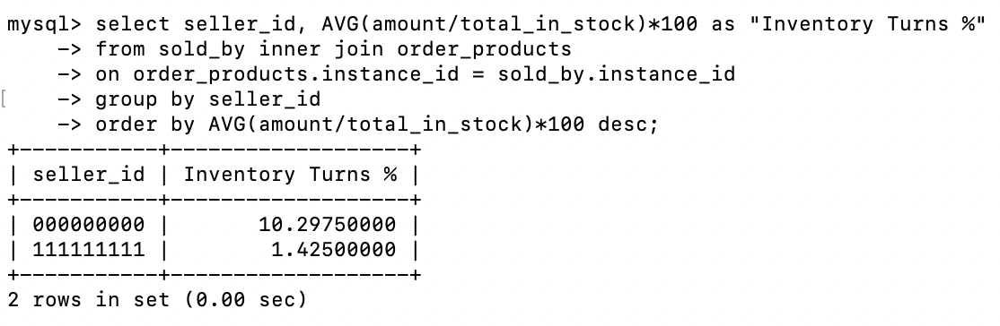 mysql> select seller_id, AVG(amount/total_in_stock)*100 as "Inventory Turns %"
    -> from sold_by inner join order_products
    -> on order_products.instance_id = sold_by.instance_id
[    -> group by seller_id
    -> order by AVG(amount/total_in_stock)*100 desc;
+-----------+-------------------+
| seller_id | Inventory Turns % |
+-----------+-------------------+
| 000000000 |       10.29750000 |
| 111111111 |        1.42500000 |
+-----------+-------------------+
2 rows in set (0.00 sec)